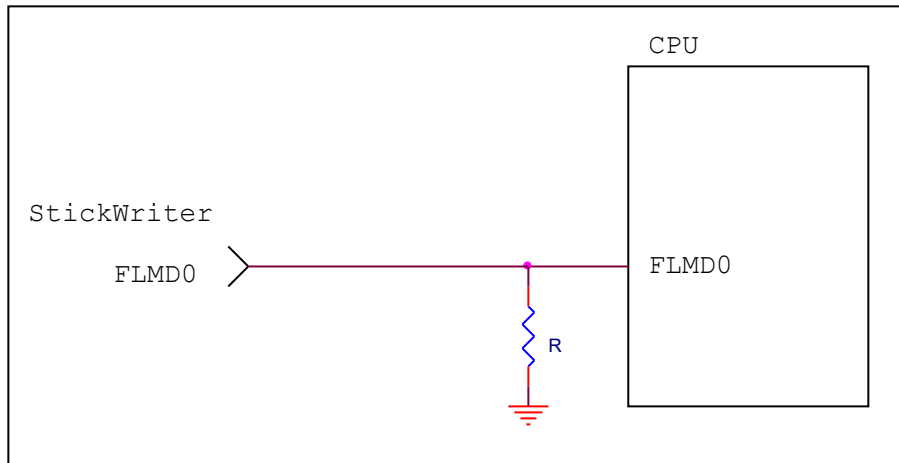 CPU
StickWriter
FLMD0
FLMD0
R